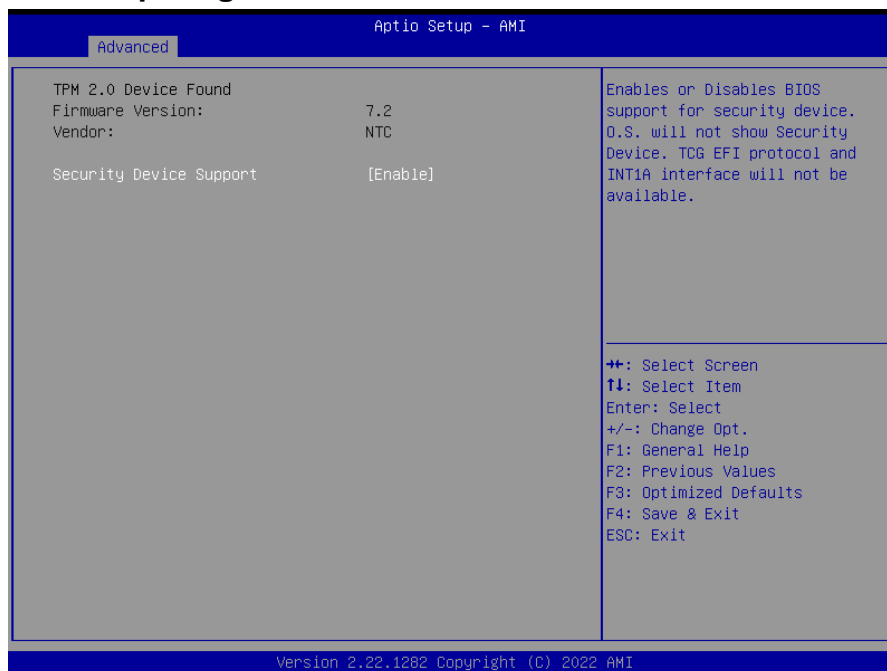 Aptio Setup – AMI
Advanced
TPM 2.0 Device Found
Firmware Version: 7.2
Vendor: NTC
Security Device Support [Enable]
Enables or Disables BIOS
support for security device.
O.S. will not show Security
Device. TCG EFI protocol and
INT1A interface will not be
available.
→←: Select Screen
↑↓: Select Item
Enter: Select
+/-: Change Opt.
F1: General Help
F2: Previous Values
F3: Optimized Defaults
F4: Save & Exit
ESC: Exit
Version 2.22.1282 Copyright (C) 2022 AMI